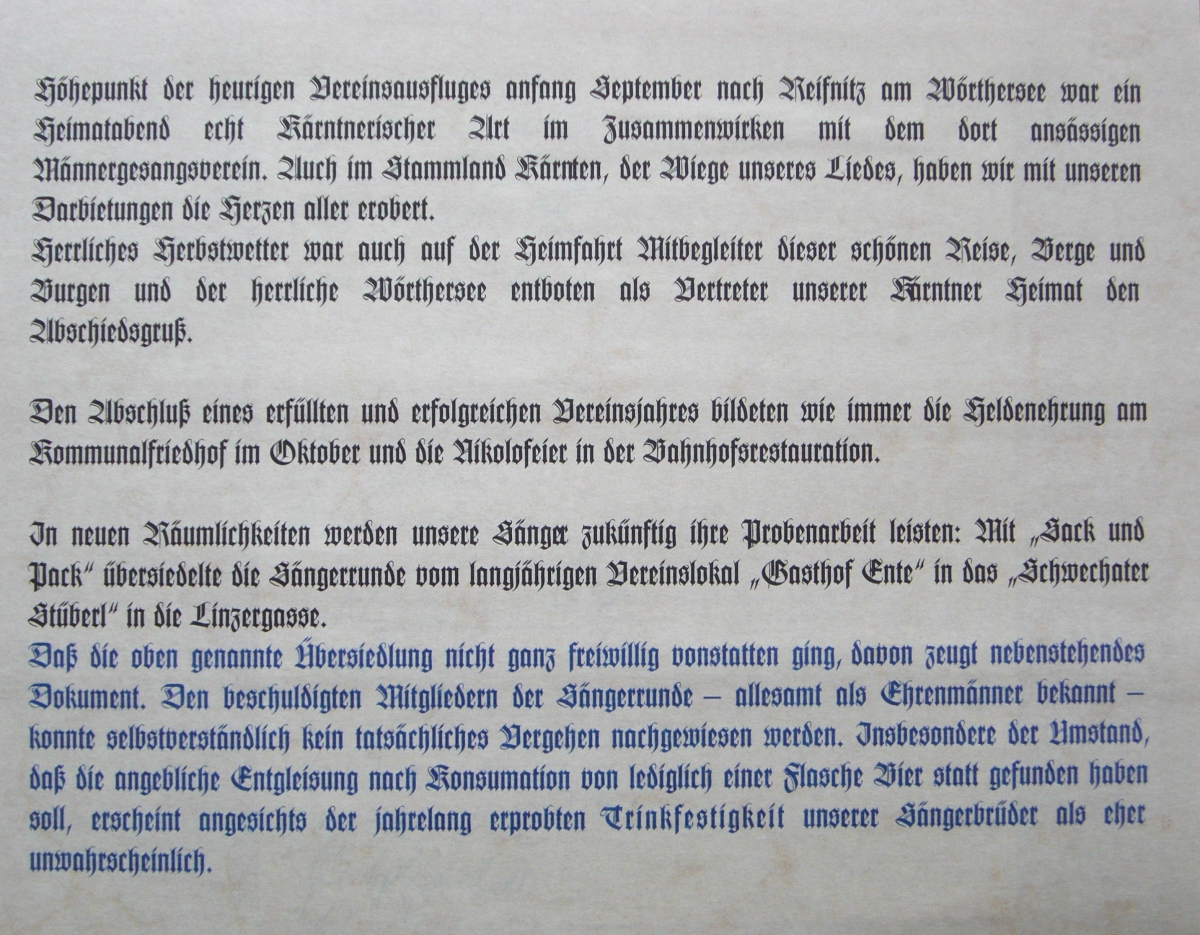 Höhepunkt der heurigen Vereinsausfluges anfang September nach Reifnitz am Wörthersee war ein
Heimatabend echt Kärntnerischer Art im Zusammenwirken mit dem dort ansässigen
Männergesangsverein. Auch im Stammland Kärnten, der Wiege unseres Liedes, haben wir mit unseren
Darbietungen die Herzen aller erobert.
Herrliches Herbstwetter war auch auf der Heimfahrt Mitbegleiter dieser schönen Reise, Berge und
Burgen und der herrliche Wörthersee entboten als Vertreter unserer Kärntner Heimat den
Abschiedsgruß.
Den Abschluß eines erfüllten und erfolgreichen Vereinsjahres bildeten wie immer die Heldenehrung am
Kommunalfriedhof im Oktober und die Nikolofeier in der Bahnhofsrestauration.
In neuen Räumlichkeiten werden unsere Sänger zukünftig ihre Probenarbeit leisten: Mit „Sack und
Pack“ übersiedelte die Sängerrunde vom langjährigen Vereinslokal „Gasthof Ente“ in das „Schwechater
Stüberl“ in die Linzergasse.
Daß die oben genannte Übersiedlung nicht ganz freiwillig vonstatten ging, davon zeugt nebenstehendes
Dokument. Den beschuldigten Mitgliedern der Sängerrunde – allesamt als Ehrenmänner bekannt –
konnte selbstverständlich kein tatsächliches Vergehen nachgewiesen werden. Insbesondere der Umstand,
daß die angebliche Entgleisung nach Konsumation von lediglich einer Flasche Bier statt gefunden haben
soll, erscheint angesichts der jahrelang erprobten Trinkfestigkeit unserer Sängerbrüder als eher
unwahrscheinlich.